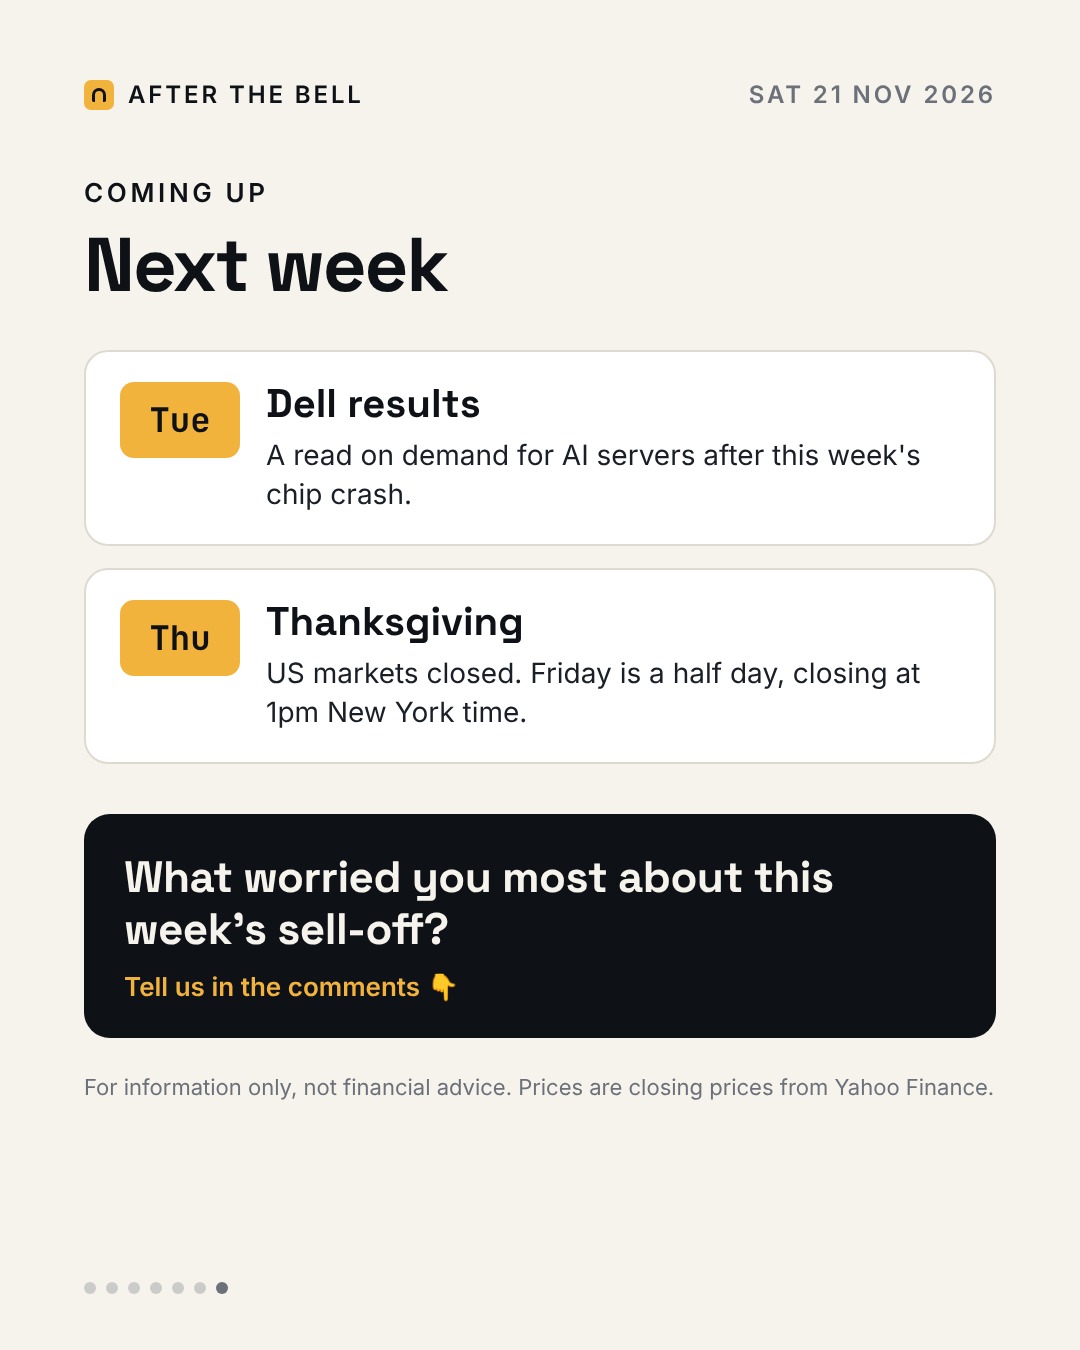 AFTER THE BELL
SAT 21 NOV 2026
COMING UP
Next week
Tue
Dell results
A read on demand for AI servers after this week's
chip crash.
Thu
Thanksgiving
US markets closed. Friday is a half day, closing at
1pm New York time.
What worried you most about this
week’s sell-off?
Tell us in the comments 👇
For information only, not financial advice. Prices are closing prices from Yahoo Finance.